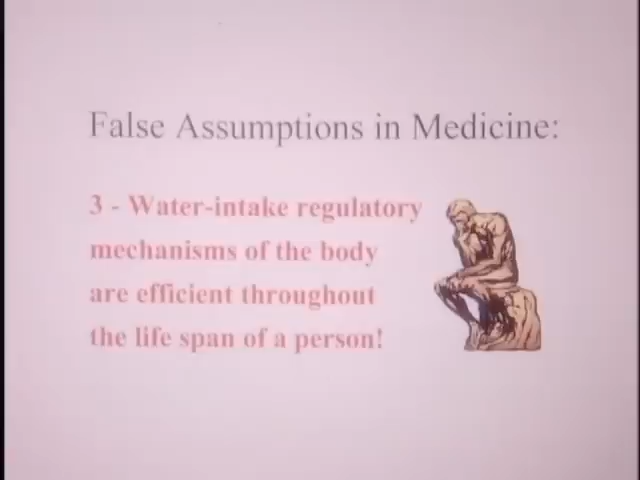 False Assumptions in Medicine:
3 - Water-intake regulatory
mechanisms of the body
are efficient throughout
the life span of a person!